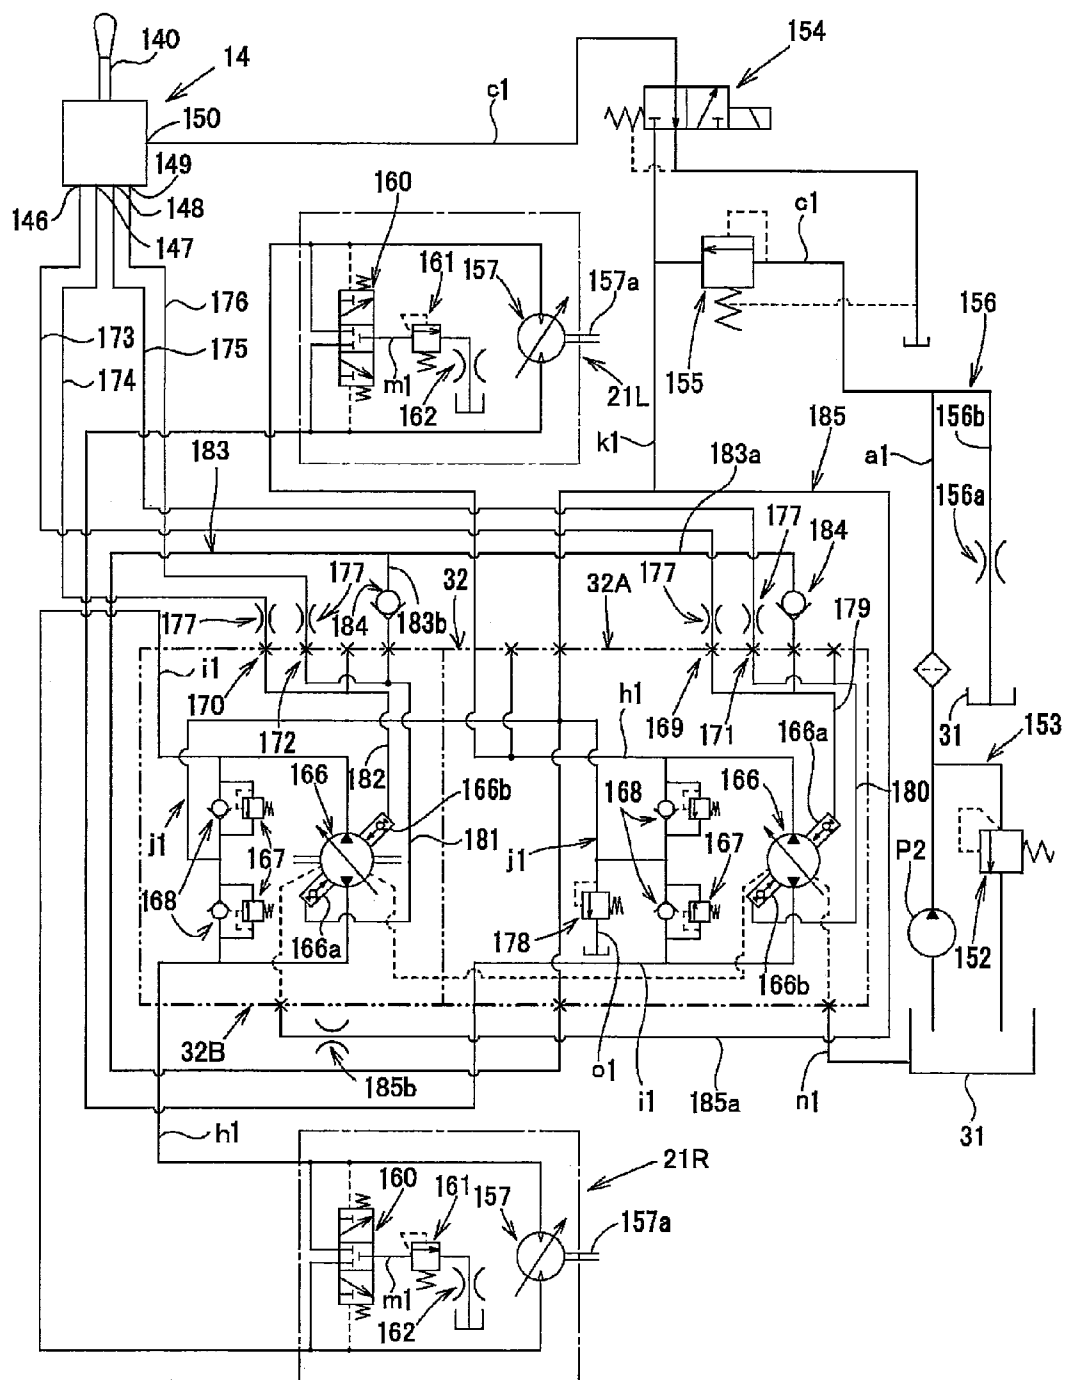 140
14
154
150
c1
149
146
148
147
160
c1
176
161
157
157a
156
173
175
155
174
m1
162
21L
156b
k1
185
a1
183
183a
156a
177
184
32
32A
177
177
184
183b
177
179
i1
170
31
153
172
h1
169
171
166a
182
166
168
166
180
166b
j1
167
181
j1
167
P2
168
178
166a
166b
152
32B
o1
185b
i1
185a
n1
31
h1
21R
160
161
157
157a
m1
162